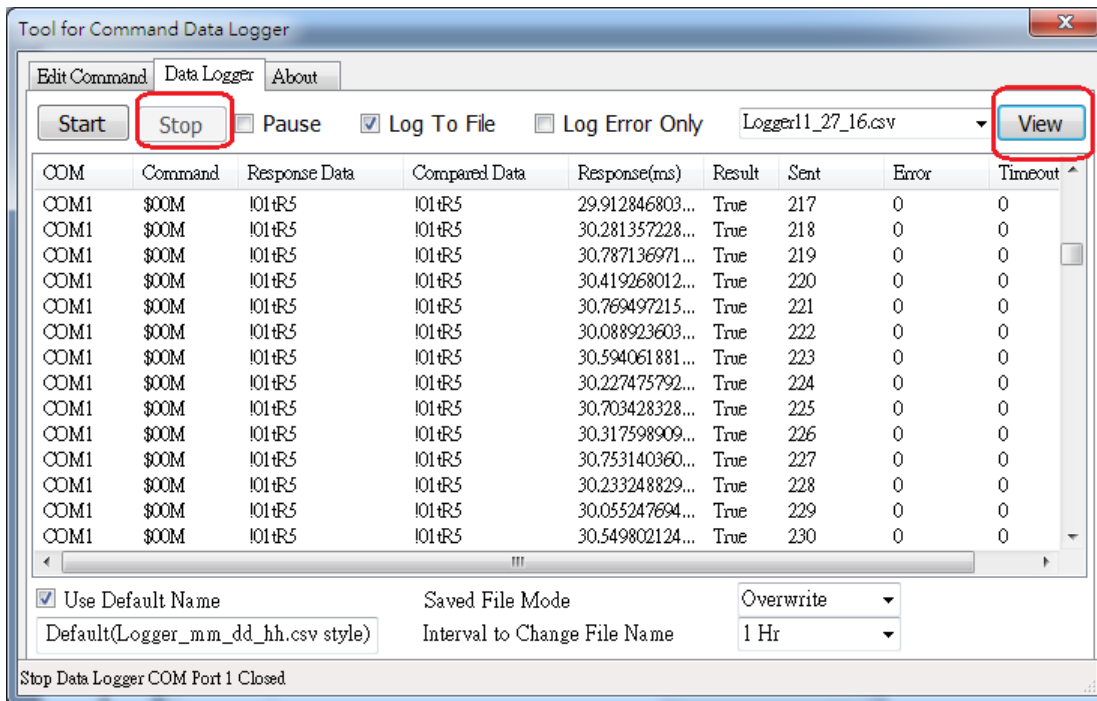 Tool for Command Data Logger
Edit Command Data Logger About
Start Stop Pause Log To File Log Error Only Logger11_27_16.csv View
COM Command Response Data Compared Data Response(ms) Result Sent Error Timeout
COM1 $00M !01tR5 !01tR5 29.912846803... True 217 0 0
COM1 $00M !01tR5 !01tR5 30.281357228... True 218 0 0
COM1 $00M !01tR5 !01tR5 30.787136971... True 219 0 0
COM1 $00M !01tR5 !01tR5 30.419268012... True 220 0 0
COM1 $00M !01tR5 !01tR5 30.769497215... True 221 0 0
COM1 $00M !01tR5 !01tR5 30.088923603... True 222 0 0
COM1 $00M !01tR5 !01tR5 30.594061881... True 223 0 0
COM1 $00M !01tR5 !01tR5 30.227475792... True 224 0 0
COM1 $00M !01tR5 !01tR5 30.703428328... True 225 0 0
COM1 $00M !01tR5 !01tR5 30.317598909... True 226 0 0
COM1 $00M !01tR5 !01tR5 30.753140360... True 227 0 0
COM1 $00M !01tR5 !01tR5 30.233248829... True 228 0 0
COM1 $00M !01tR5 !01tR5 30.055247694... True 229 0 0
COM1 $00M !01tR5 !01tR5 30.549802124... True 230 0 0
Use Default Name Saved File Mode Overwrite
Default(Logger_mm_dd_hh.csv style) Interval to Change File Name 1 Hr
Stop Data Logger COM Port 1 Closed